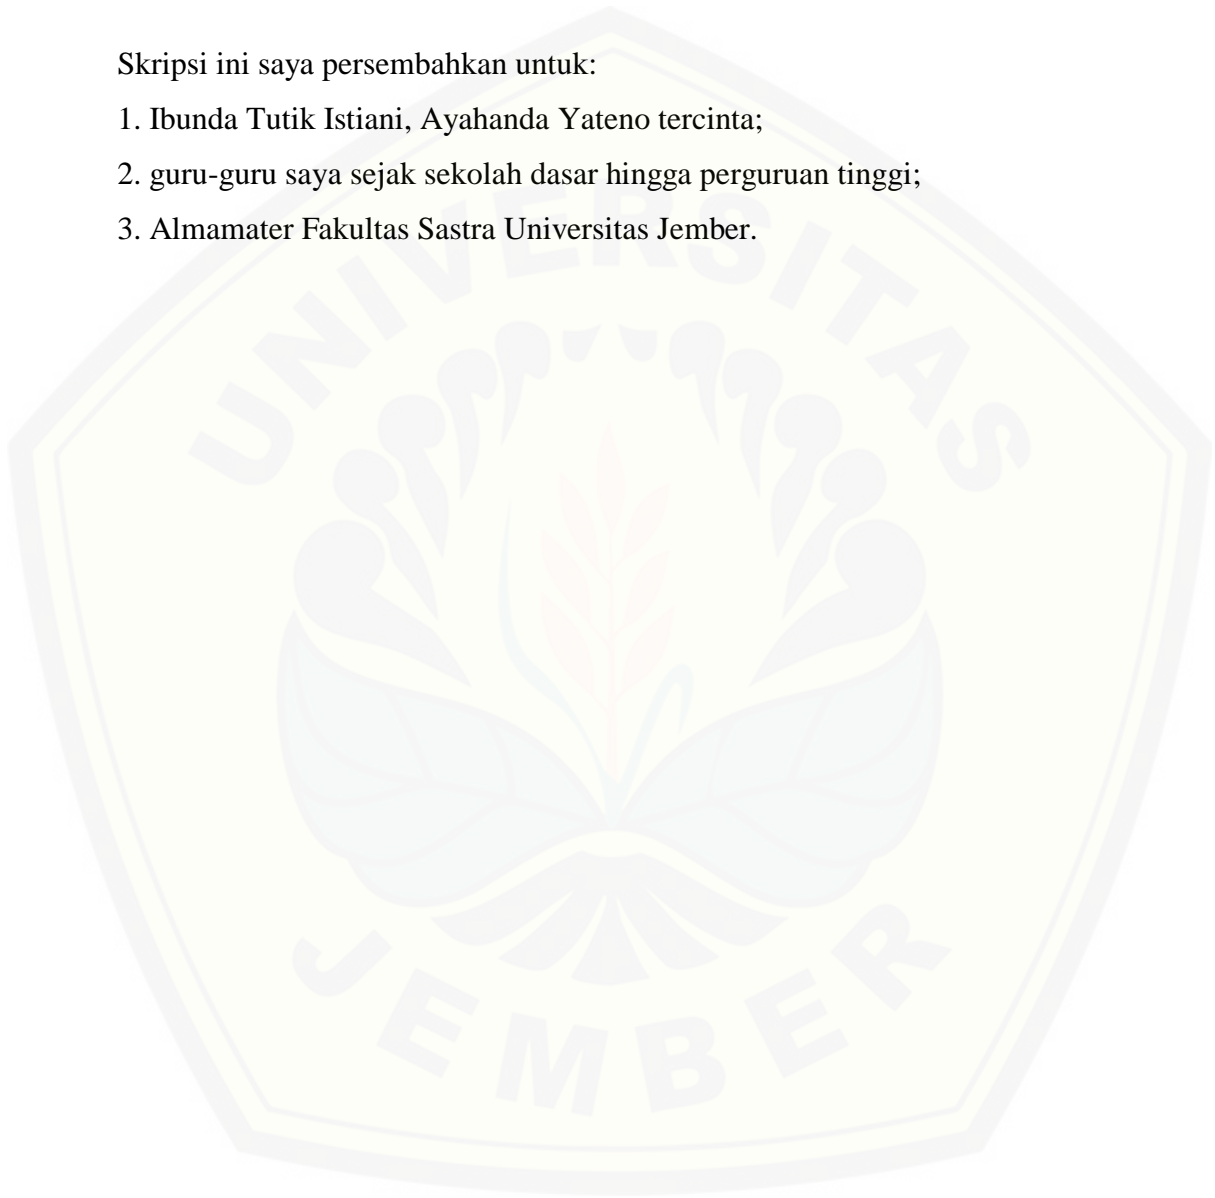 Skripsi ini saya persembahkan untuk:
1. Ibunda Tutik Istiani, Ayahanda Yateno tercinta;
2. guru-guru saya sejak sekolah dasar hingga perguruan tinggi;
3. Almamater Fakultas Sastra Universitas Jember.
UNIVERSITAS
JEMBER